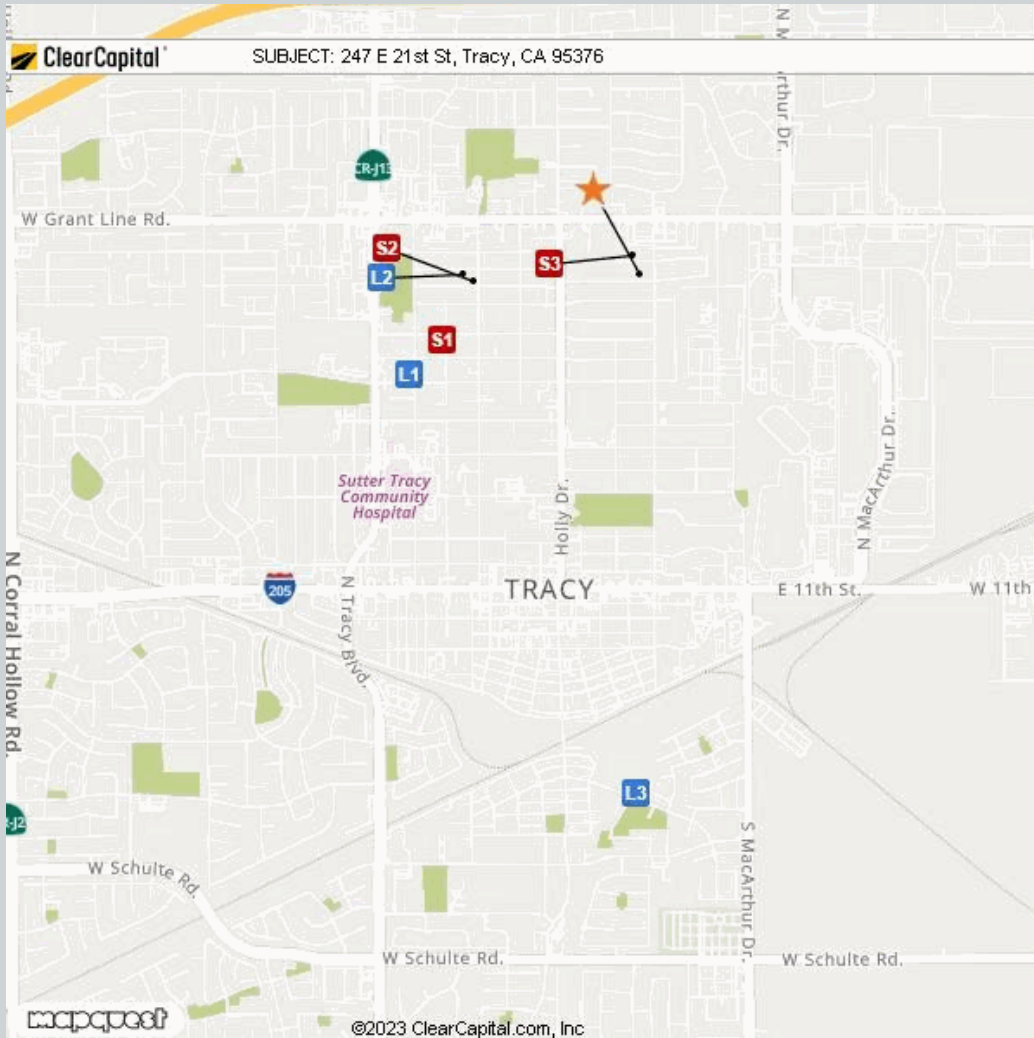 ClearCapital
SUBJECT: 247 E 21st St, Tracy, CA 95376
N M
rthur Dr.
CR-J13
W Grant Line Rd.
S2
L2
S3
S1
L1
Sutter Tracy
Community
Hospital
Holly Dr.
N MacArthur Dr.
N Corral Hollow Rd.
205
N Tracy Blvd.
TRACY
E 11th St.
W 11th
L3
-J2
W Schulte Rd.
S MacArthur Dr.
W Schulte Rd.
W Schulte Rd.
mapquest
©2023 ClearCapital.com, Inc